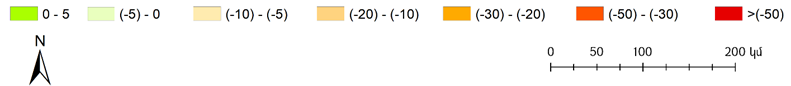 0 - 5 (-5) - 0 (-10) - (-5) (-20) - (-10) (-30) - (-20) (-50) - (-30) >(-50)
N
0 50 100 200 կմ